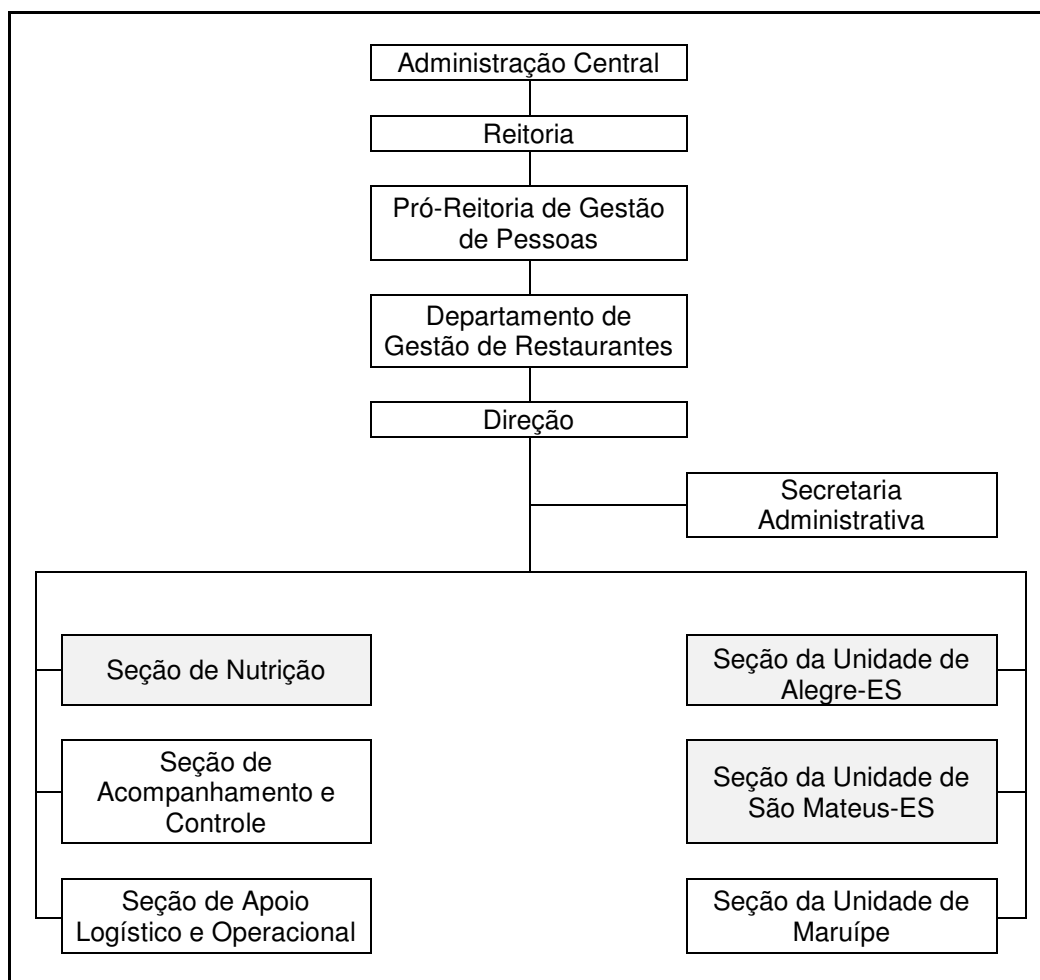 Administração Central
Reitoria
Pró-Reitoria de Gestão
de Pessoas
Departamento de
Gestão de Restaurantes
Direção
Secretaria
Administrativa
Seção de Nutrição
Seção de
Acompanhamento e
Controle
Seção de Apoio
Logístico e Operacional
Seção da Unidade de
Alegre-ES
Seção da Unidade de
São Mateus-ES
Seção da Unidade de
Maruípe